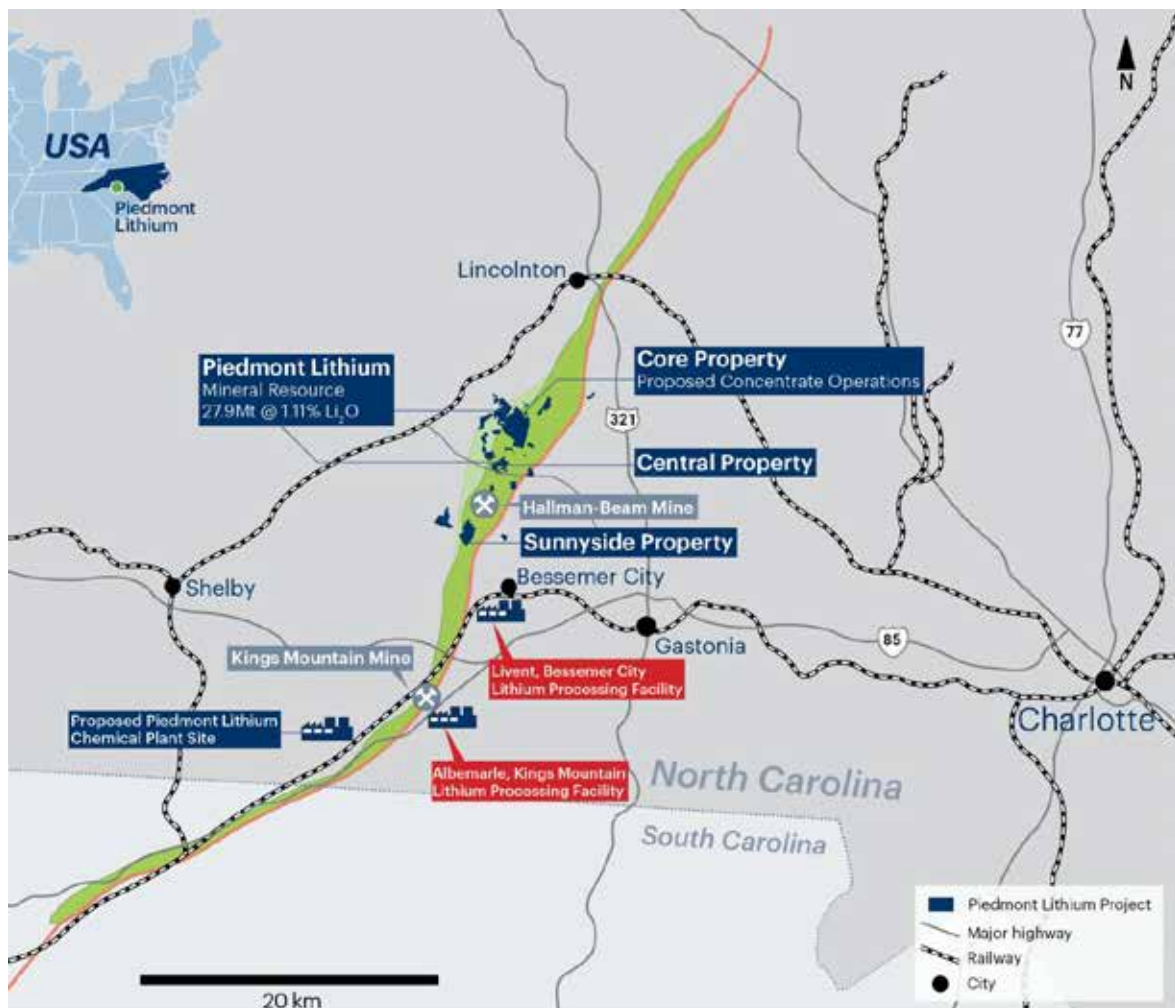 N
USA
Piedmont
Lithium
Lincolnton
77
Piedmont Lithium
Mineral Resource
27.9Mt @ 1.11% Li₂O
Core Property
Proposed Concentrate Operations
321
Central Property
Hallman-Beam Mine
Sunnyside Property
Shelby
Bessemer City
Gastonia
85
Kings Mountain Mine
Livent, Bessemer City
Lithium Processing Facility
Charlotte
Proposed Piedmont Lithium
Chemical Plant Site
Albemarle, Kings Mountain
Lithium Processing Facility
North Carolina
South Carolina
Piedmont Lithium Project
Major highway
Railway
City
20 km